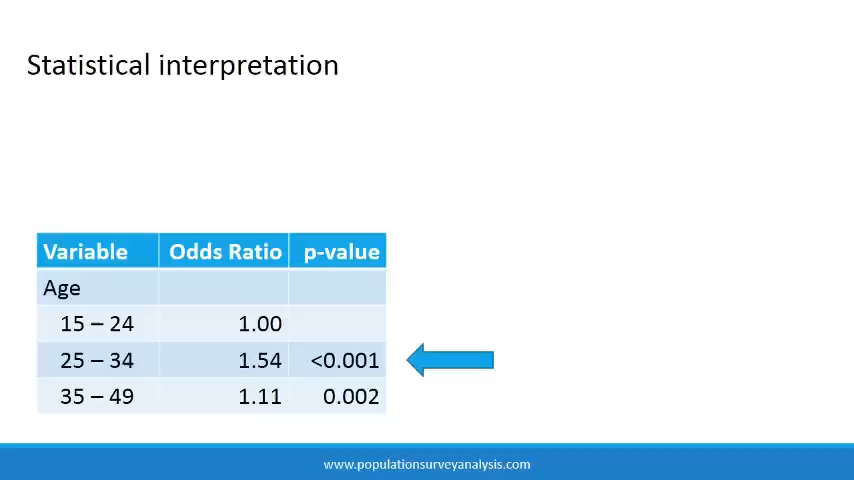 Statistical interpretation
Variable Odds Ratio p-value
Age
15 – 24 1.00
25 – 34 1.54 <0.001
35 – 49 1.11 0.002
www.populationsurveyanalysis.com